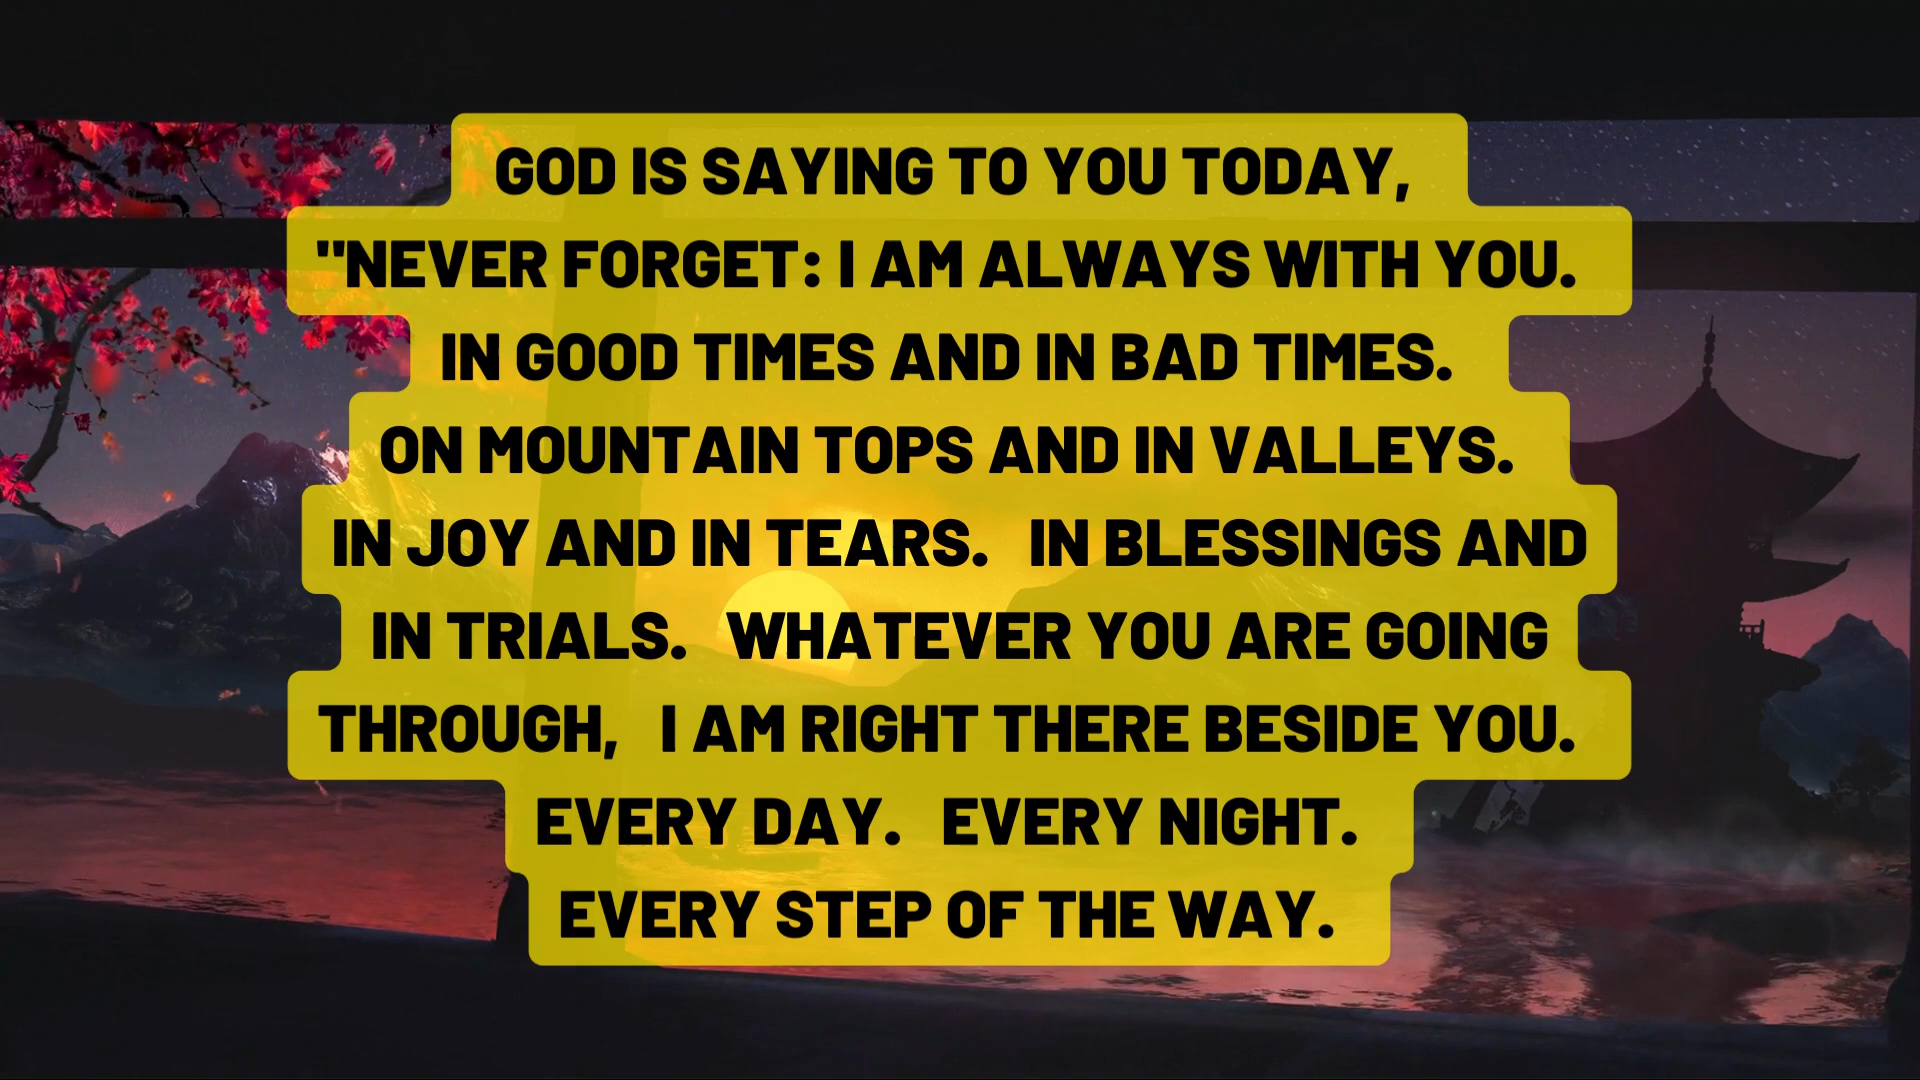 GOD IS SAYING TO YOU TODAY,
"NEVER FORGET: I AM ALWAYS WITH YOU.
IN GOOD TIMES AND IN BAD TIMES.
ON MOUNTAIN TOPS AND IN VALLEYS.
IN JOY AND IN TEARS. IN BLESSINGS AND
IN TRIALS. WHATEVER YOU ARE GOING
THROUGH, I AM RIGHT THERE BESIDE YOU.
EVERY DAY. EVERY NIGHT.
EVERY STEP OF THE WAY.